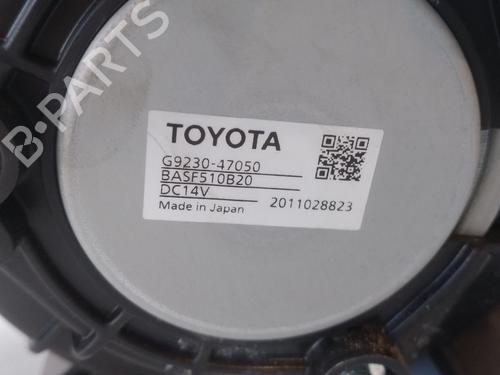 B-PARTS
TOYOTA
G9230-47050
BASF510B20
DC14V
Made in Japan 2011028823